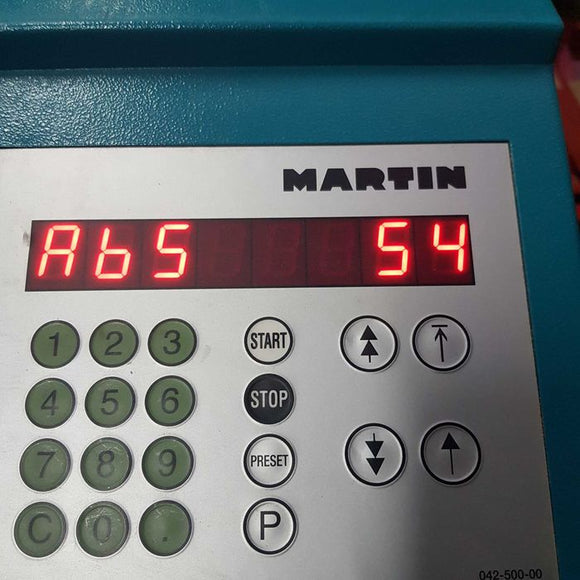 MARTIN
AbS 54
1 2 3 START
4 5 6 STOP
7 8 9 PRESET
C 0 . P
042-500-00